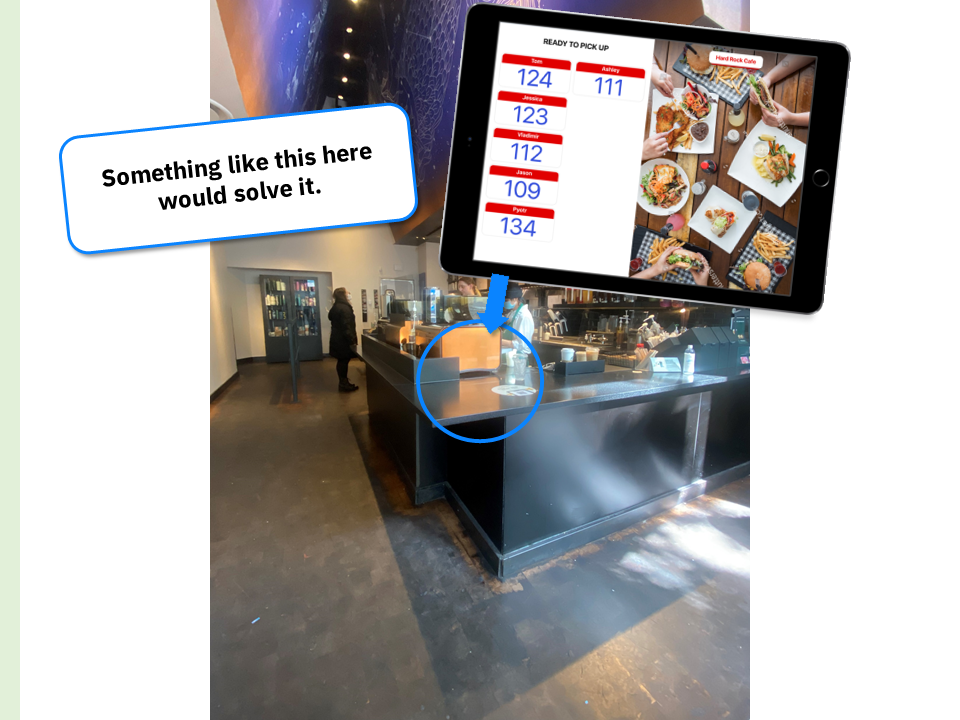 Something like this here
would solve it.
READY TO PICK UP
Tom
124
Ashley
111
Jessica
123
Vladimir
112
Jason
109
Pyotr
134
Hard Rock Cafe